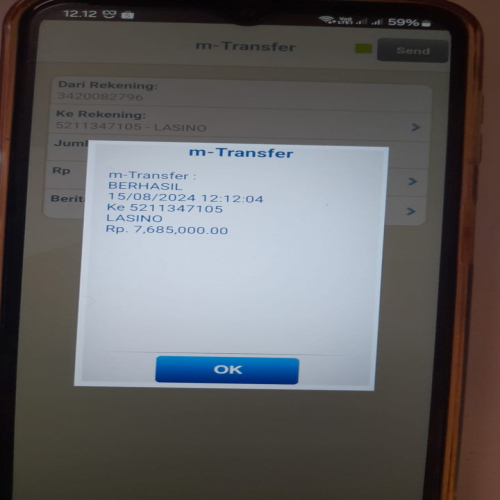 12.12
59%
m-Transfer
Send
Dari Rekening:
3420082796
Ke Rekening:
5211347105 - LASINO
Juml
Rp
Berit
m-Transfer
m-Transfer :
BERHASIL
15/08/2024 12:12:04
Ke 5211347105
LASINO
Rp. 7,685,000.00
OK